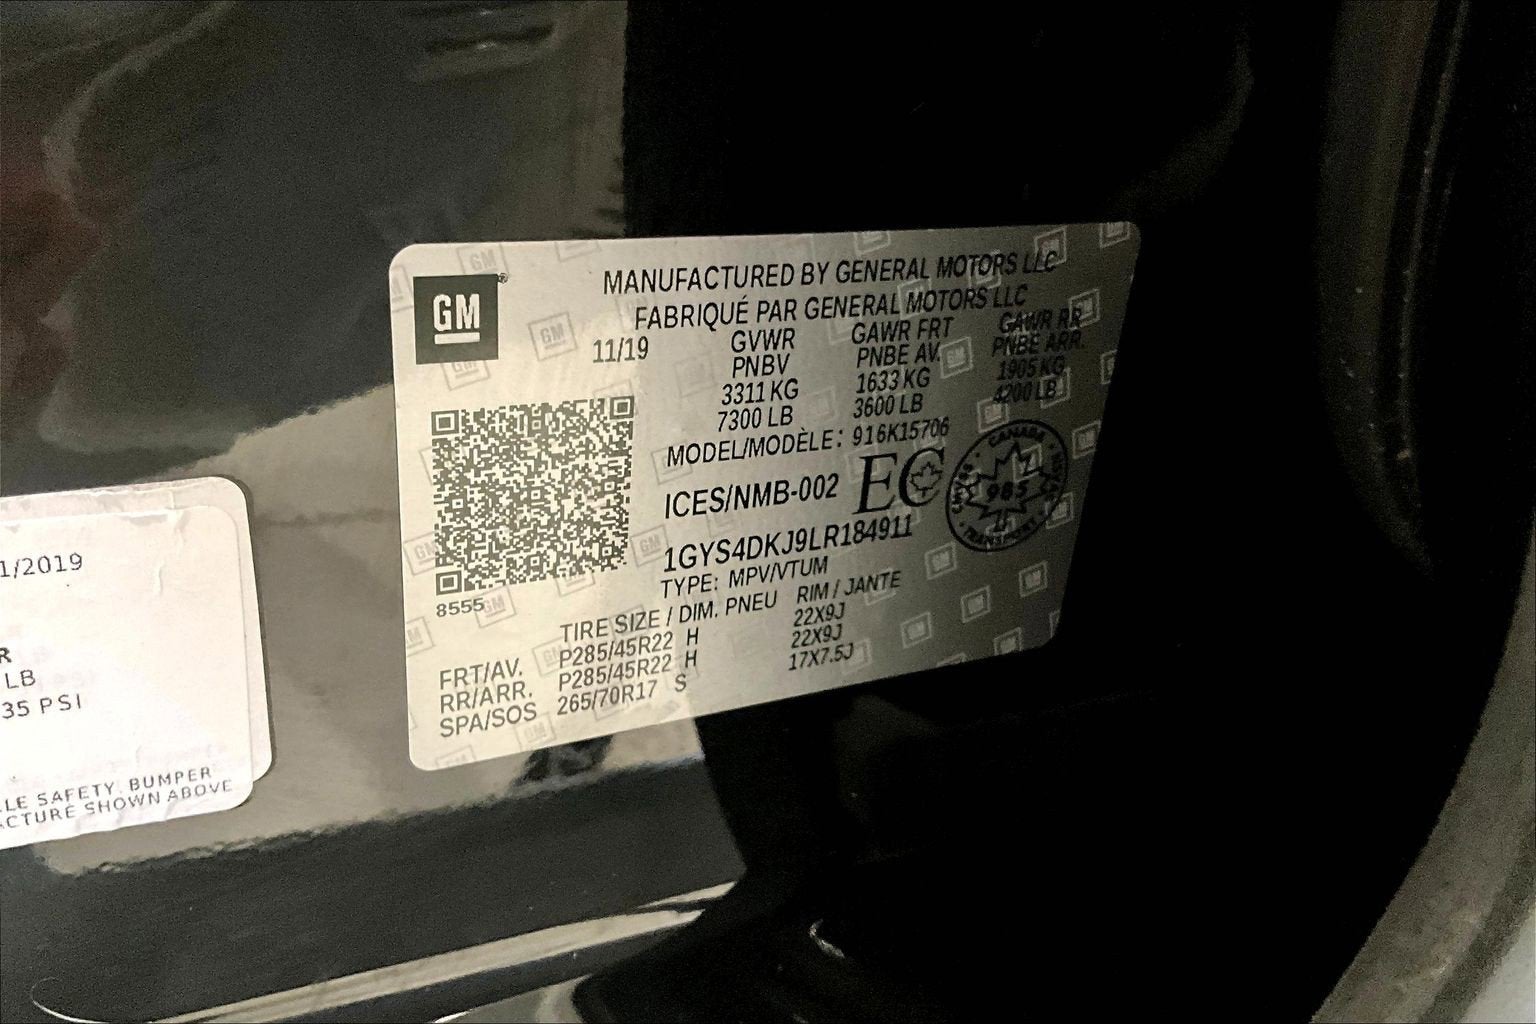 GM
MANUFACTURED BY GENERAL MOTORS LLC
FABRIQUÉ PAR GENERAL MOTORS LLC
11/19 GVWR GAWR FRT GAWR RR
PNBV PNBE AV. PNBE ARR.
3311 KG 1633 KG 1905 KG
7300 LB 3600 LB 4200 LB
MODEL/MODÈLE: 916K15706
ICES/NMB-002 EC
CANADA
985
TRANSPORT
1GYS4DKJ9LR184911
TYPE: MPV/VTUM
8555
TIRE SIZE / DIM. PNEU RIM / JANTE
FRT/AV. P285/45R22 H 22X9J
RR/ARR. P285/45R22 H 22X9J
SPA/SOS 265/70R17 S 17X7.5J
1/2019
R
LB
35 PSI
LE SAFETY, BUMPER
ACTURE SHOWN ABOVE